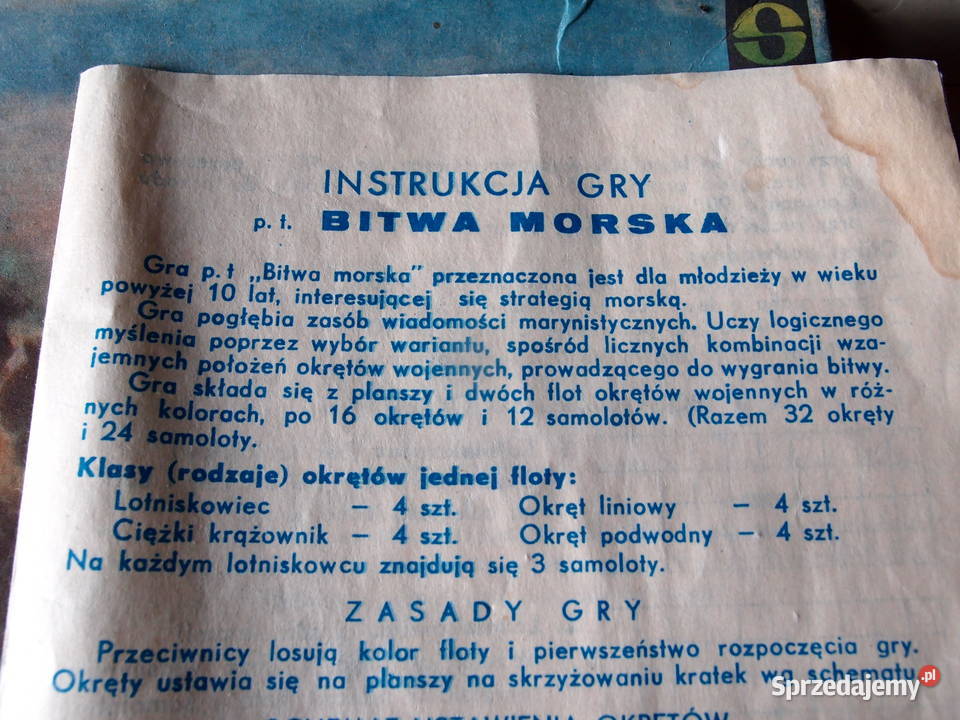 INSTRUKCJA GRY
p. t. BITWA MORSKA
Gra p. t „Bitwa morska" przeznaczona jest dla młodzieży w wieku
powyżej 10 lat, interesującej się strategią morską.
Gra pogłębia zasób wiadomości marynistycznych. Uczy logicznego
myślenia poprzez wybór wariantu, spośród licznych kombinacji wza-
jemnych położeń okrętów wojennych, prowadzącego do wygrania bitwy.
Gra składa się z planszy i dwóch flot okrętów wojennych w róż-
nych kolorach, po 16 okrętów i 12 samolotów. (Razem 32 okręty
i 24 samoloty.
Klasy (rodzaje) okrętów jednej floty:
Lotniskowiec — 4 szt. Okręt liniowy — 4 szt.
Ciężki krążownik — 4 szt. Okręt podwodny — 4 szt.
Na każdym lotniskowcu znajdują się 3 samoloty.
ZASADY GRY
Przeciwnicy losują kolor floty i pierwszeństwo rozpoczęcia gry.
Okręty ustawia się na planszy na skrzyżowaniu kratek wg schematu.
SCHEMAT USTAWIENIA OKRĘTÓW
Sprzedajemy.pl